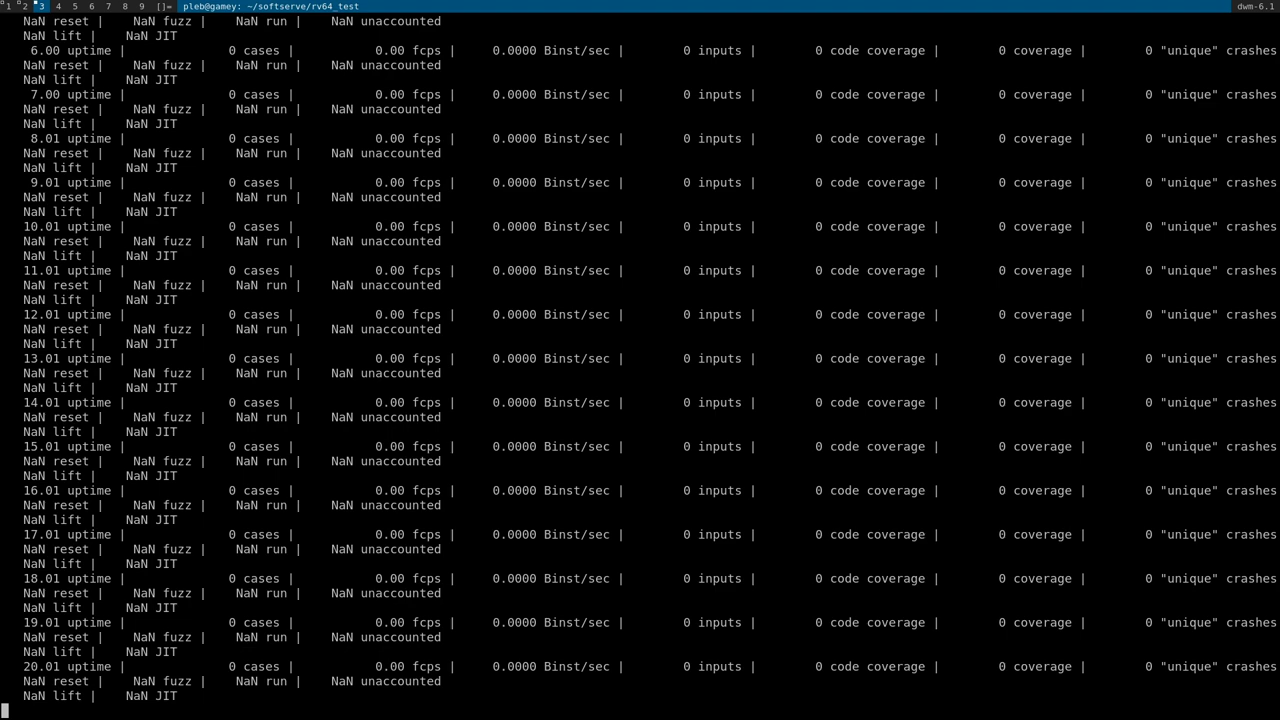 1 2 3 4 5 6 7 8 9 []= pleb@gamey: ~/softserve/rv64_test dwm-6.1
NaN reset | NaN fuzz | NaN run | NaN unaccounted
NaN lift | NaN JIT
6.00 uptime | 0 cases | 0.00 fcps | 0.0000 Binst/sec | 0 inputs | 0 code coverage | 0 coverage | 0 "unique" crashes
NaN reset | NaN fuzz | NaN run | NaN unaccounted
NaN lift | NaN JIT
7.00 uptime | 0 cases | 0.00 fcps | 0.0000 Binst/sec | 0 inputs | 0 code coverage | 0 coverage | 0 "unique" crashes
NaN reset | NaN fuzz | NaN run | NaN unaccounted
NaN lift | NaN JIT
8.01 uptime | 0 cases | 0.00 fcps | 0.0000 Binst/sec | 0 inputs | 0 code coverage | 0 coverage | 0 "unique" crashes
NaN reset | NaN fuzz | NaN run | NaN unaccounted
NaN lift | NaN JIT
9.01 uptime | 0 cases | 0.00 fcps | 0.0000 Binst/sec | 0 inputs | 0 code coverage | 0 coverage | 0 "unique" crashes
NaN reset | NaN fuzz | NaN run | NaN unaccounted
NaN lift | NaN JIT
10.01 uptime | 0 cases | 0.00 fcps | 0.0000 Binst/sec | 0 inputs | 0 code coverage | 0 coverage | 0 "unique" crashes
NaN reset | NaN fuzz | NaN run | NaN unaccounted
NaN lift | NaN JIT
11.01 uptime | 0 cases | 0.00 fcps | 0.0000 Binst/sec | 0 inputs | 0 code coverage | 0 coverage | 0 "unique" crashes
NaN reset | NaN fuzz | NaN run | NaN unaccounted
NaN lift | NaN JIT
12.01 uptime | 0 cases | 0.00 fcps | 0.0000 Binst/sec | 0 inputs | 0 code coverage | 0 coverage | 0 "unique" crashes
NaN reset | NaN fuzz | NaN run | NaN unaccounted
NaN lift | NaN JIT
13.01 uptime | 0 cases | 0.00 fcps | 0.0000 Binst/sec | 0 inputs | 0 code coverage | 0 coverage | 0 "unique" crashes
NaN reset | NaN fuzz | NaN run | NaN unaccounted
NaN lift | NaN JIT
14.01 uptime | 0 cases | 0.00 fcps | 0.0000 Binst/sec | 0 inputs | 0 code coverage | 0 coverage | 0 "unique" crashes
NaN reset | NaN fuzz | NaN run | NaN unaccounted
NaN lift | NaN JIT
15.01 uptime | 0 cases | 0.00 fcps | 0.0000 Binst/sec | 0 inputs | 0 code coverage | 0 coverage | 0 "unique" crashes
NaN reset | NaN fuzz | NaN run | NaN unaccounted
NaN lift | NaN JIT
16.01 uptime | 0 cases | 0.00 fcps | 0.0000 Binst/sec | 0 inputs | 0 code coverage | 0 coverage | 0 "unique" crashes
NaN reset | NaN fuzz | NaN run | NaN unaccounted
NaN lift | NaN JIT
17.01 uptime | 0 cases | 0.00 fcps | 0.0000 Binst/sec | 0 inputs | 0 code coverage | 0 coverage | 0 "unique" crashes
NaN reset | NaN fuzz | NaN run | NaN unaccounted
NaN lift | NaN JIT
18.01 uptime | 0 cases | 0.00 fcps | 0.0000 Binst/sec | 0 inputs | 0 code coverage | 0 coverage | 0 "unique" crashes
NaN reset | NaN fuzz | NaN run | NaN unaccounted
NaN lift | NaN JIT
19.01 uptime | 0 cases | 0.00 fcps | 0.0000 Binst/sec | 0 inputs | 0 code coverage | 0 coverage | 0 "unique" crashes
NaN reset | NaN fuzz | NaN run | NaN unaccounted
NaN lift | NaN JIT
20.01 uptime | 0 cases | 0.00 fcps | 0.0000 Binst/sec | 0 inputs | 0 code coverage | 0 coverage | 0 "unique" crashes
NaN reset | NaN fuzz | NaN run | NaN unaccounted
NaN lift | NaN JIT